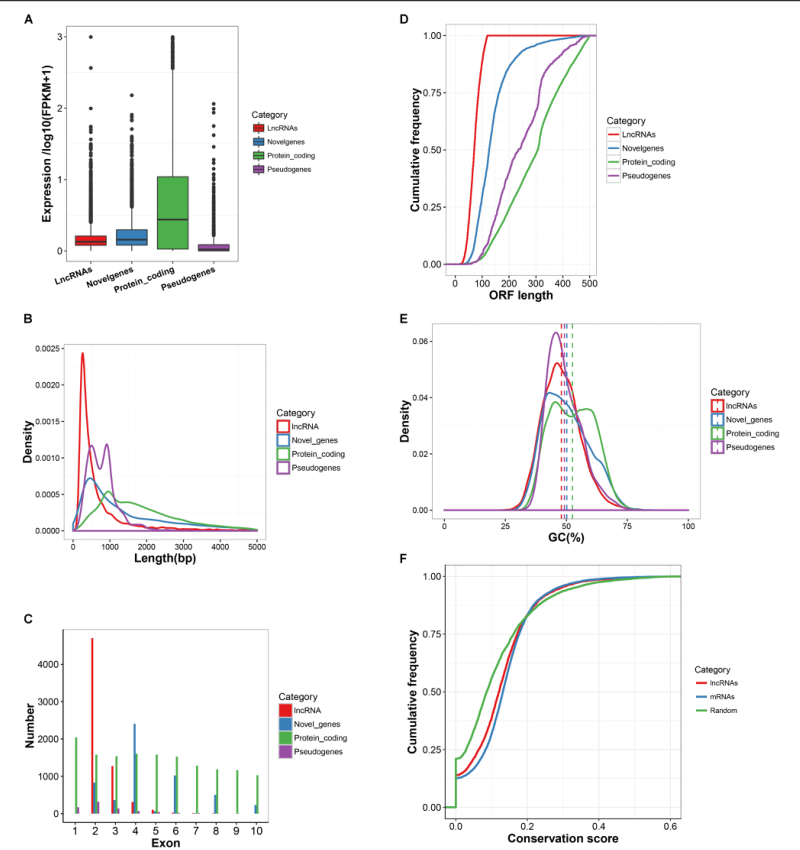 A
Expression /log10(FPKM+1)
3
2
1
0
LncRNAs
Novelgenes
Protein_coding
Pseudogenes
Category
LncRNAs
Novelgenes
Protein_coding
Pseudogenes
B
Density
0.0025
0.0020
0.0015
0.0010
0.0005
0.0000
0 1000 2000 3000 4000 5000
Length(bp)
Category
lncRNA
Novel_genes
Protein_coding
Pseudogenes
C
Number
4000
3000
2000
1000
0
1 2 3 4 5 6 7 8 9 10
Exon
Category
lncRNA
Novel_genes
Protein_coding
Pseudogenes
D
Cumulative frequency
1.00
0.75
0.50
0.25
0.00
0 100 200 300 400 500
ORF length
Category
LncRNAs
Novelgenes
Protein_coding
Pseudogenes
E
Density
0.06
0.04
0.02
0.00
0 25 50 75 100
GC(%)
Category
lncRNAs
Novel_genes
Protein_coding
Pseudogenes
F
Cumulative frequency
1.00
0.75
0.50
0.25
0.00
0.0 0.2 0.4 0.6
Conservation score
Category
lncRNAs
mRNAs
Random